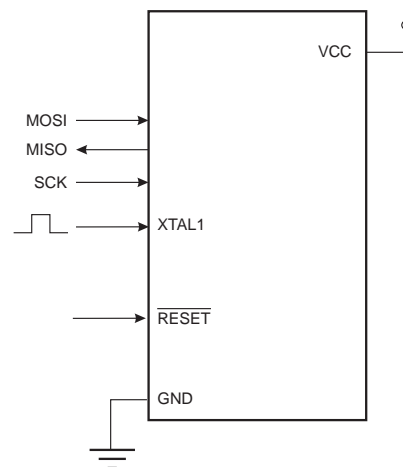 VCC
MOSI
MISO
SCK
XTAL1
RESET
GND